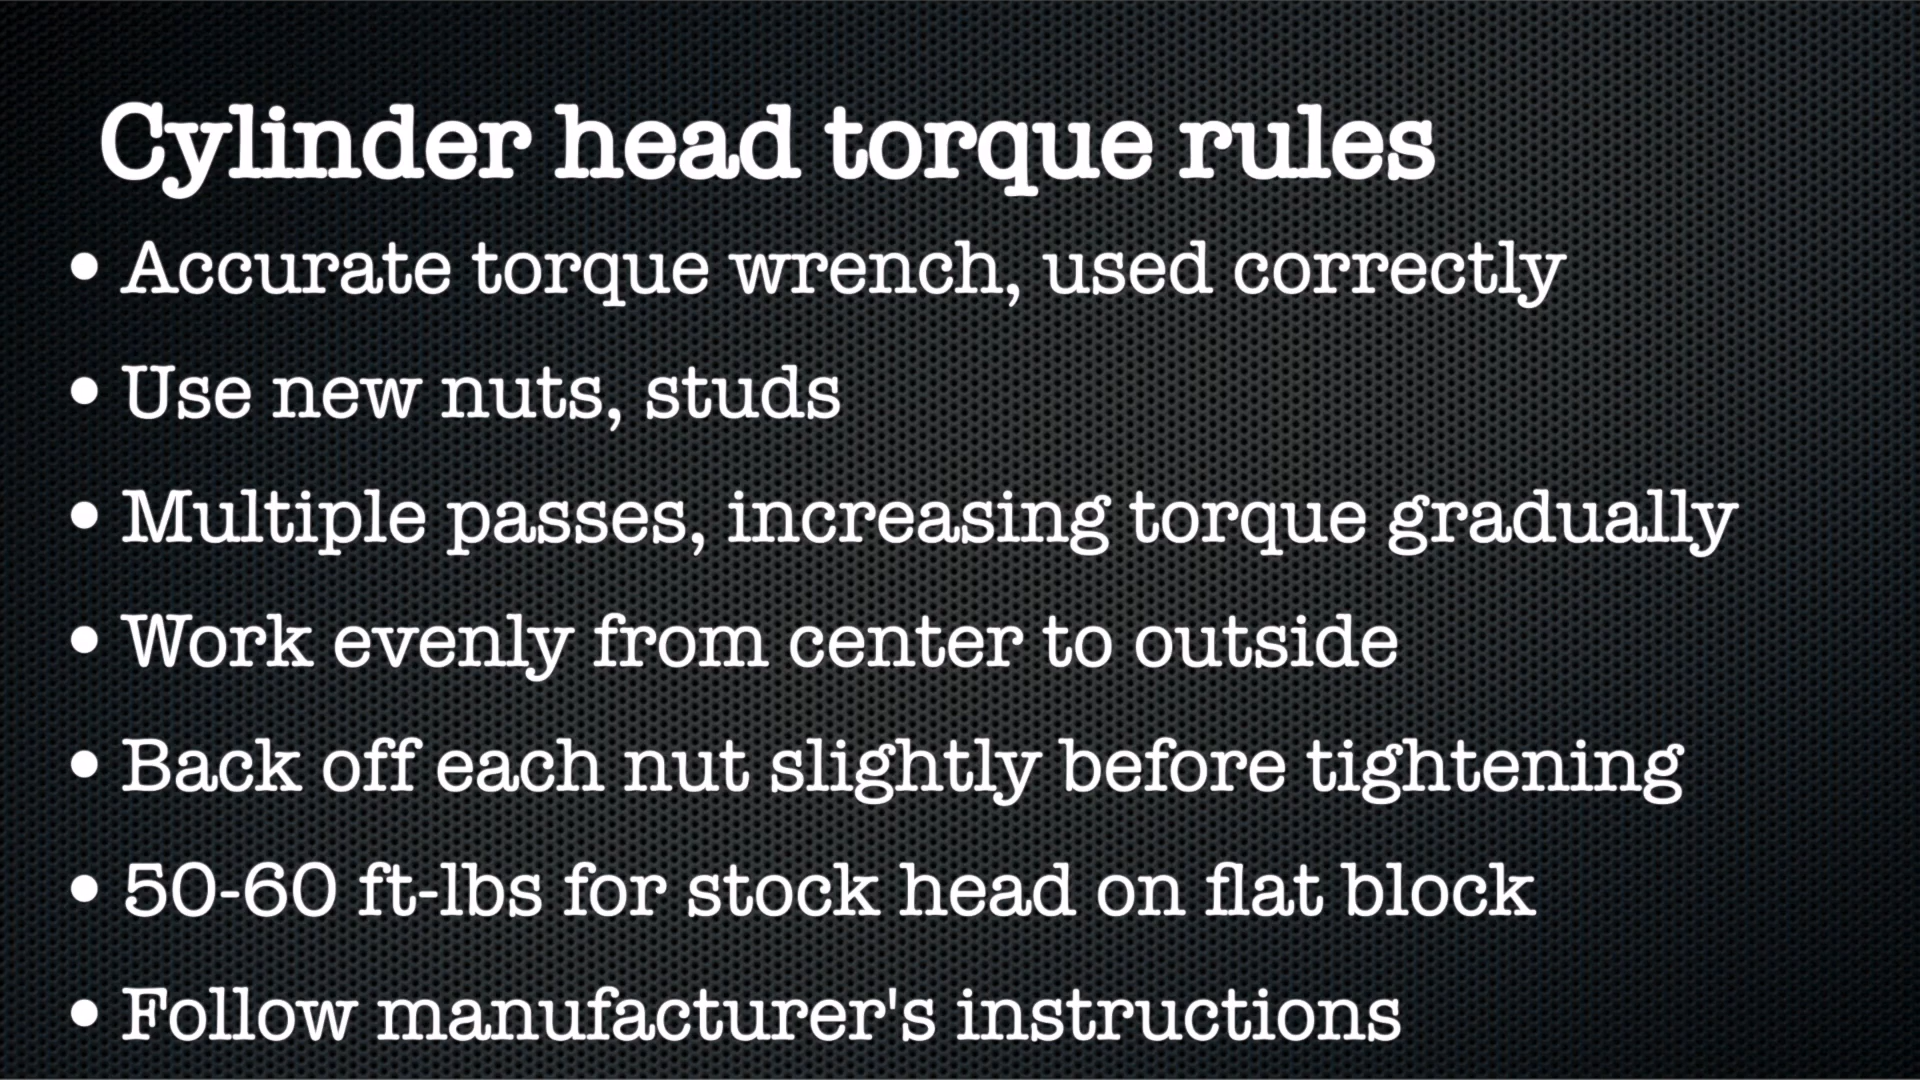 Cylinder head torque rules
• Accurate torque wrench, used correctly
• Use new nuts, studs
• Multiple passes, increasing torque gradually
• Work evenly from center to outside
• Back off each nut slightly before tightening
• 50-60 ft-lbs for stock head on flat block
• Follow manufacturer's instructions